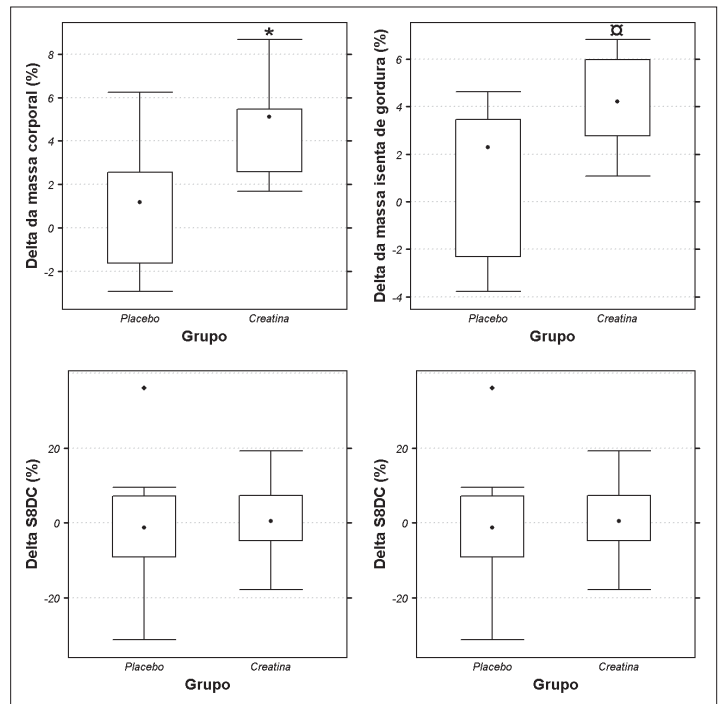 Delta da massa corporal (%)
8
6
4
2
0
-2
*
Placebo
Creatina
Grupo
Delta da massa isenta de gordura (%)
6
4
2
0
-2
-4
¤
Placebo
Creatina
Grupo
Delta S8DC (%)
20
0
-20
Placebo
Creatina
Grupo
Delta S8DC (%)
20
0
-20
Placebo
Creatina
Grupo